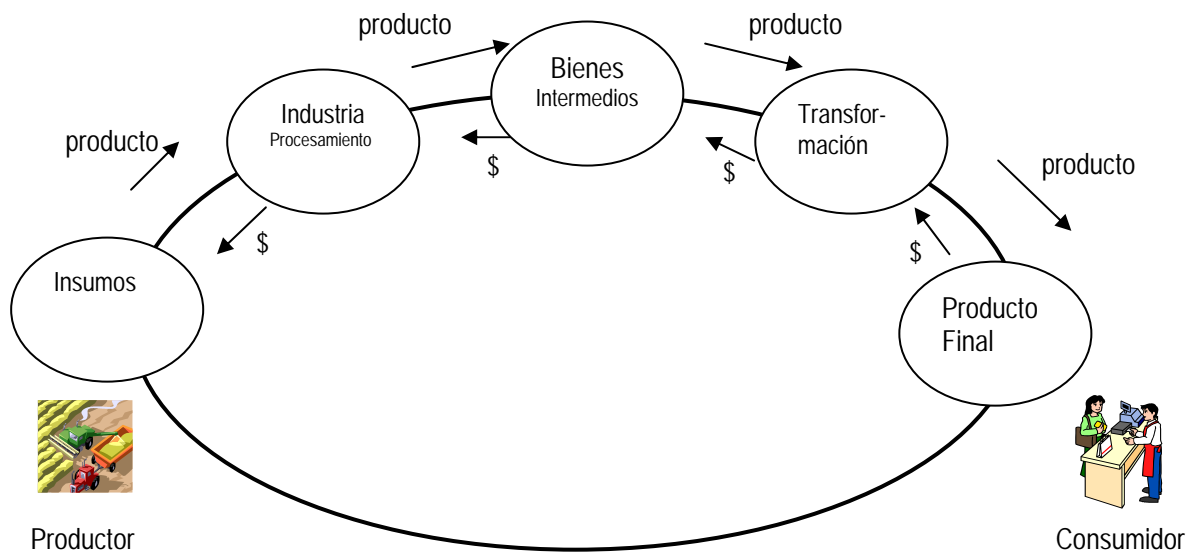 producto
producto
producto
producto
Bienes
Intermedios
Industria
Procesamiento
Transfor-
mación
Insumos
Producto
Final
$
$
$
$
Productor
Consumidor